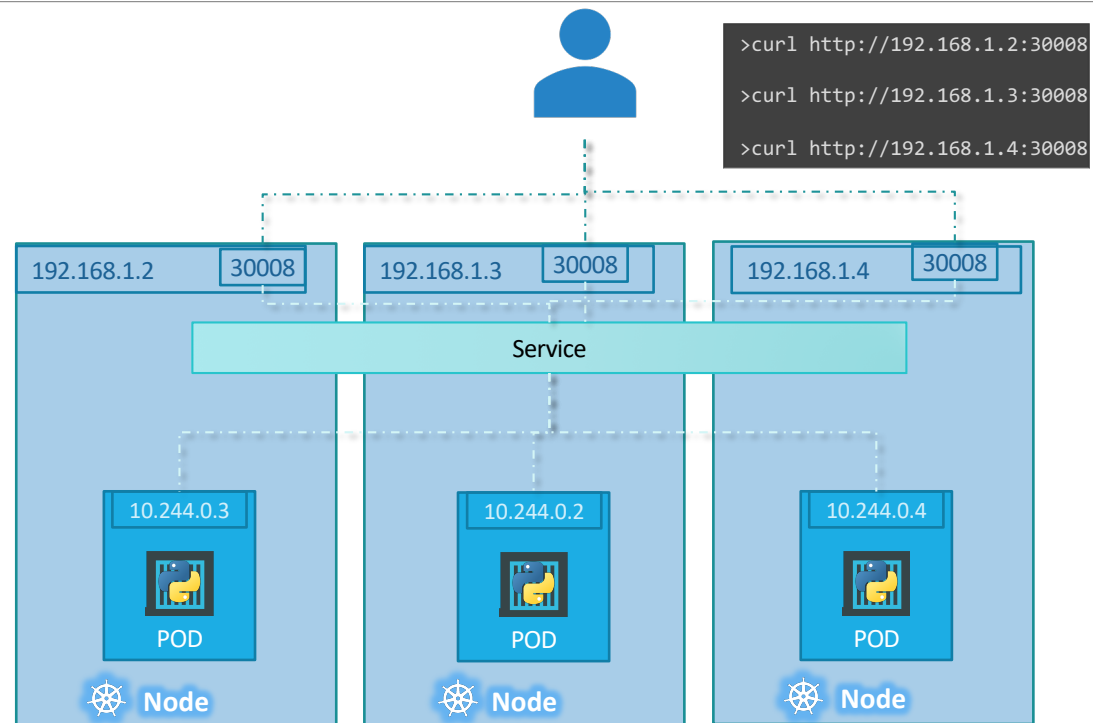 >curl http://192.168.1.2:30008
>curl http://192.168.1.3:30008
>curl http://192.168.1.4:30008
192.168.1.2
30008
192.168.1.3
30008
192.168.1.4
30008
Service
10.244.0.3
10.244.0.2
10.244.0.4
POD
POD
POD
Node
Node
Node